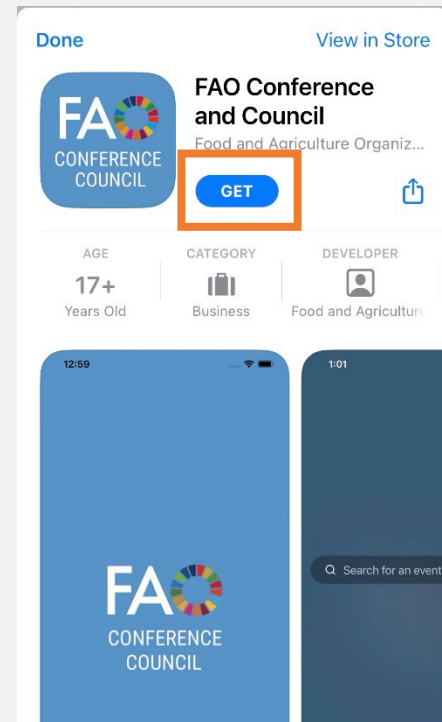 Done
View in Store
FAO
CONFERENCE
COUNCIL
FAO Conference
and Council
Food and Agriculture Organiz...
GET
AGE
17+
Years Old
CATEGORY
Business
DEVELOPER
Food and Agriculture
12:59
FAO
CONFERENCE
COUNCIL
1:01
Search for an event